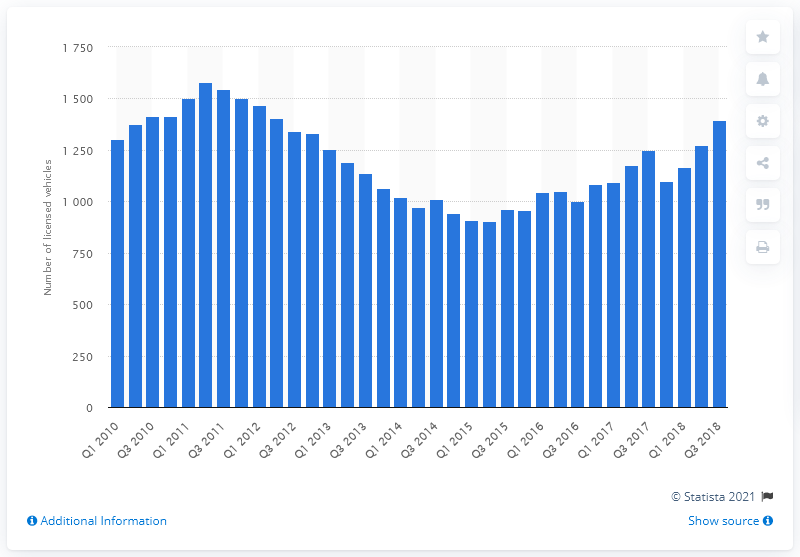 1 750
1 500
1 250
1 000
750
500
250
0
Number of licensed vehicles
Q1 2010
Q3 2010
Q1 2011
Q3 2011
Q1 2012
Q3 2012
Q1 2013
Q3 2013
Q1 2014
Q3 2014
Q1 2015
Q3 2015
Q1 2016
Q3 2016
Q1 2017
Q3 2017
Q1 2018
Q3 2018
© Statista 2021
Additional Information
Show source